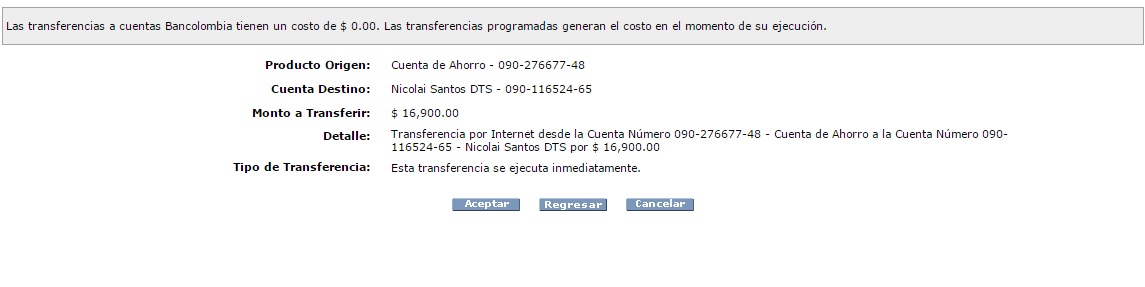 Las transferencias a cuentas Bancolombia tienen un costo de $ 0.00. Las transferencias programadas generan el costo en el momento de su ejecución.
Producto Origen: Cuenta de Ahorro - 090-276677-48
Cuenta Destino: Nicolai Santos DTS - 090-116524-65
Monto a Transferir: $ 16,900.00
Detalle: Transferencia por Internet desde la Cuenta Número 090-276677-48 - Cuenta de Ahorro a la Cuenta Número 090-
116524-65 - Nicolai Santos DTS por $ 16,900.00
Tipo de Transferencia: Esta transferencia se ejecuta inmediatamente.
Aceptar Regresar Cancelar